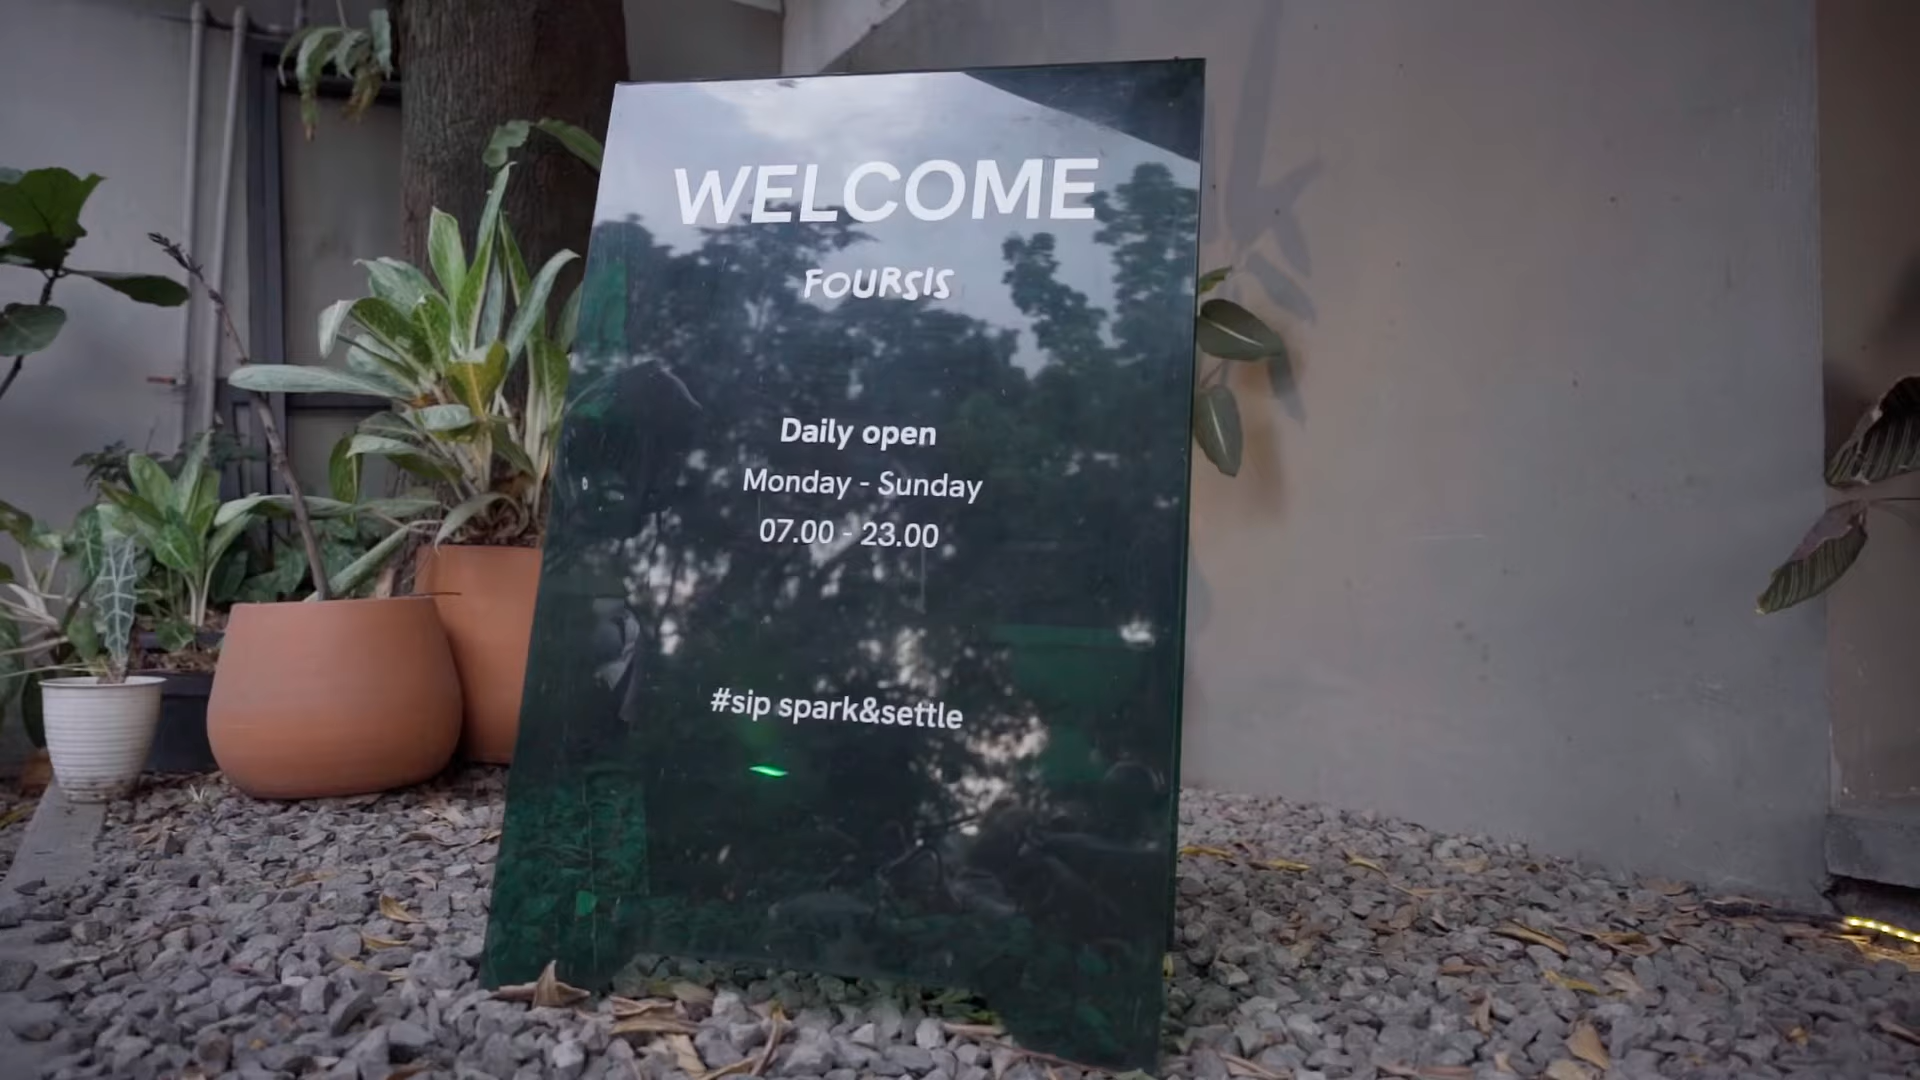 WELCOME
FOURSIS
Daily open
Monday - Sunday
07.00 - 23.00
#sip spark&settle